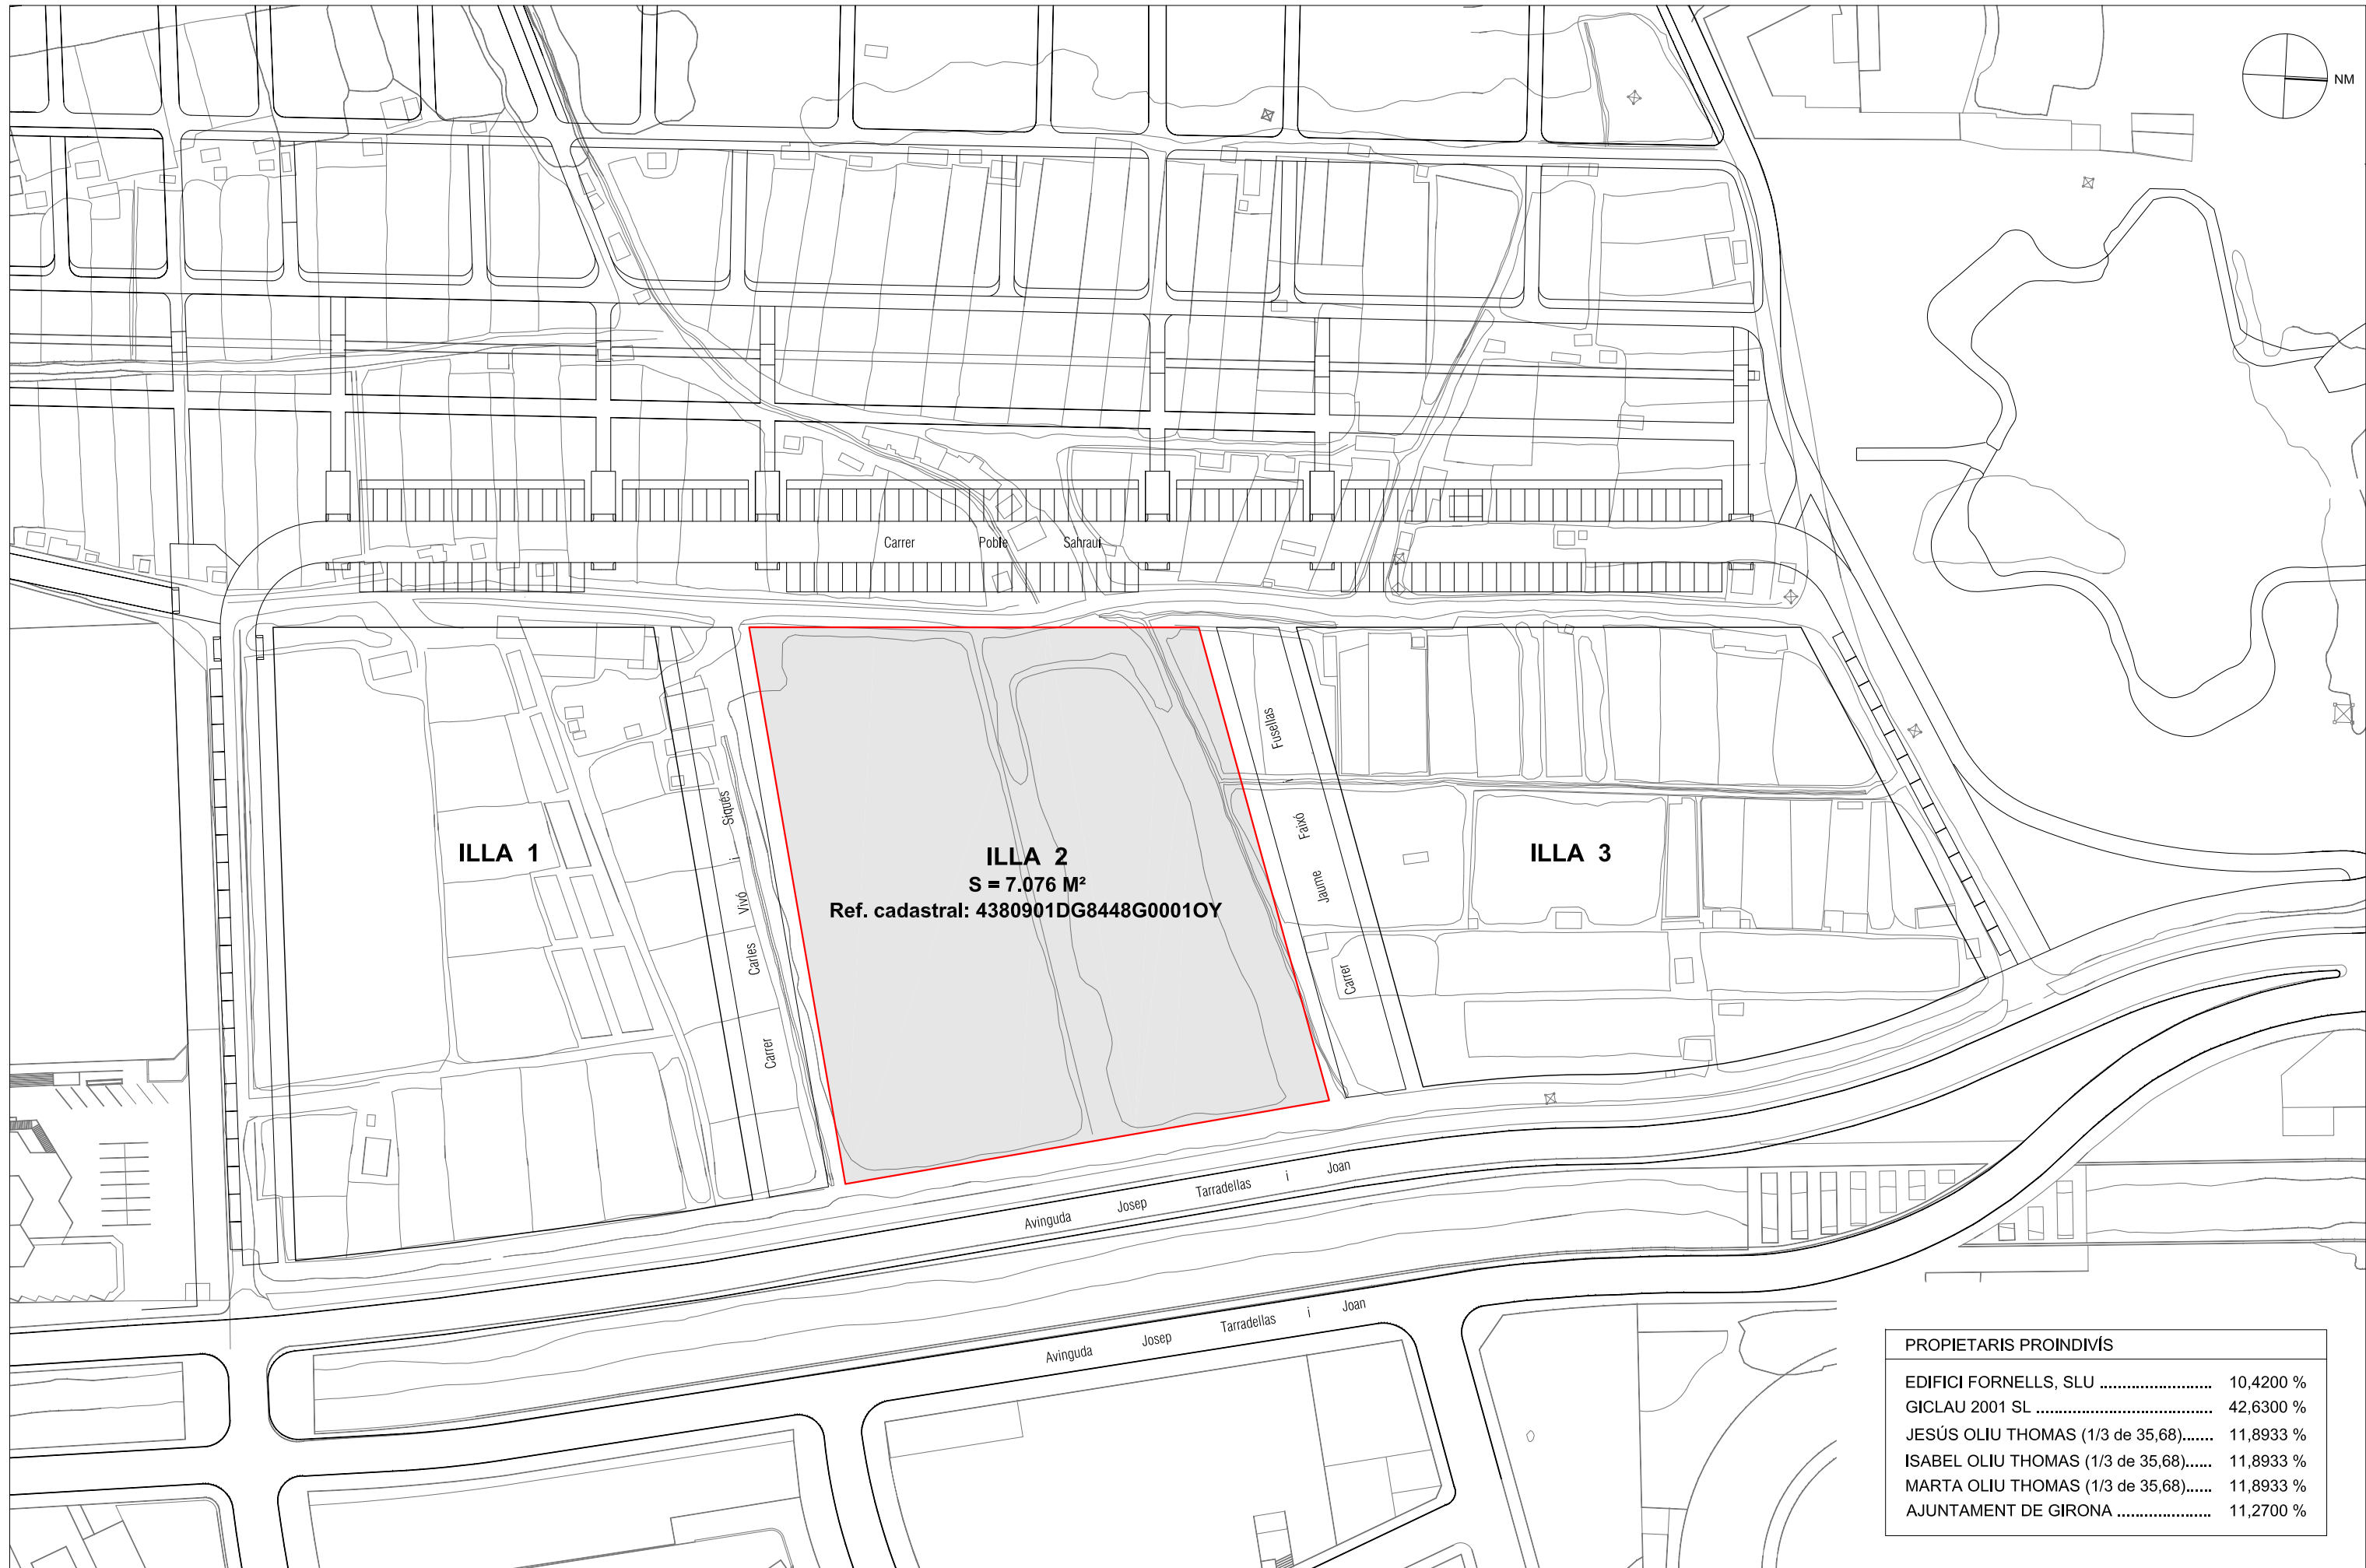 NM
Carrer Poble Sahrauí
Carrer Carles Vivó i Siqués
Carrer Jaume Faixó i Fusellas
ILLA 1
ILLA 2
S = 7.076 M²
Ref. cadastral: 4380901DG8448G0001OY
ILLA 3
Avinguda Josep Tarradellas i Joan
Avinguda Josep Tarradellas i Joan
PROPIETARIS PROINDIVÍS
EDIFICI FORNELLS, SLU ........................ 10,4200 %
GICLAU 2001 SL ...................................... 42,6300 %
JESÚS OLIU THOMAS (1/3 de 35,68)....... 11,8933 %
ISABEL OLIU THOMAS (1/3 de 35,68)...... 11,8933 %
MARTA OLIU THOMAS (1/3 de 35,68)...... 11,8933 %
AJUNTAMENT DE GIRONA .................... 11,2700 %